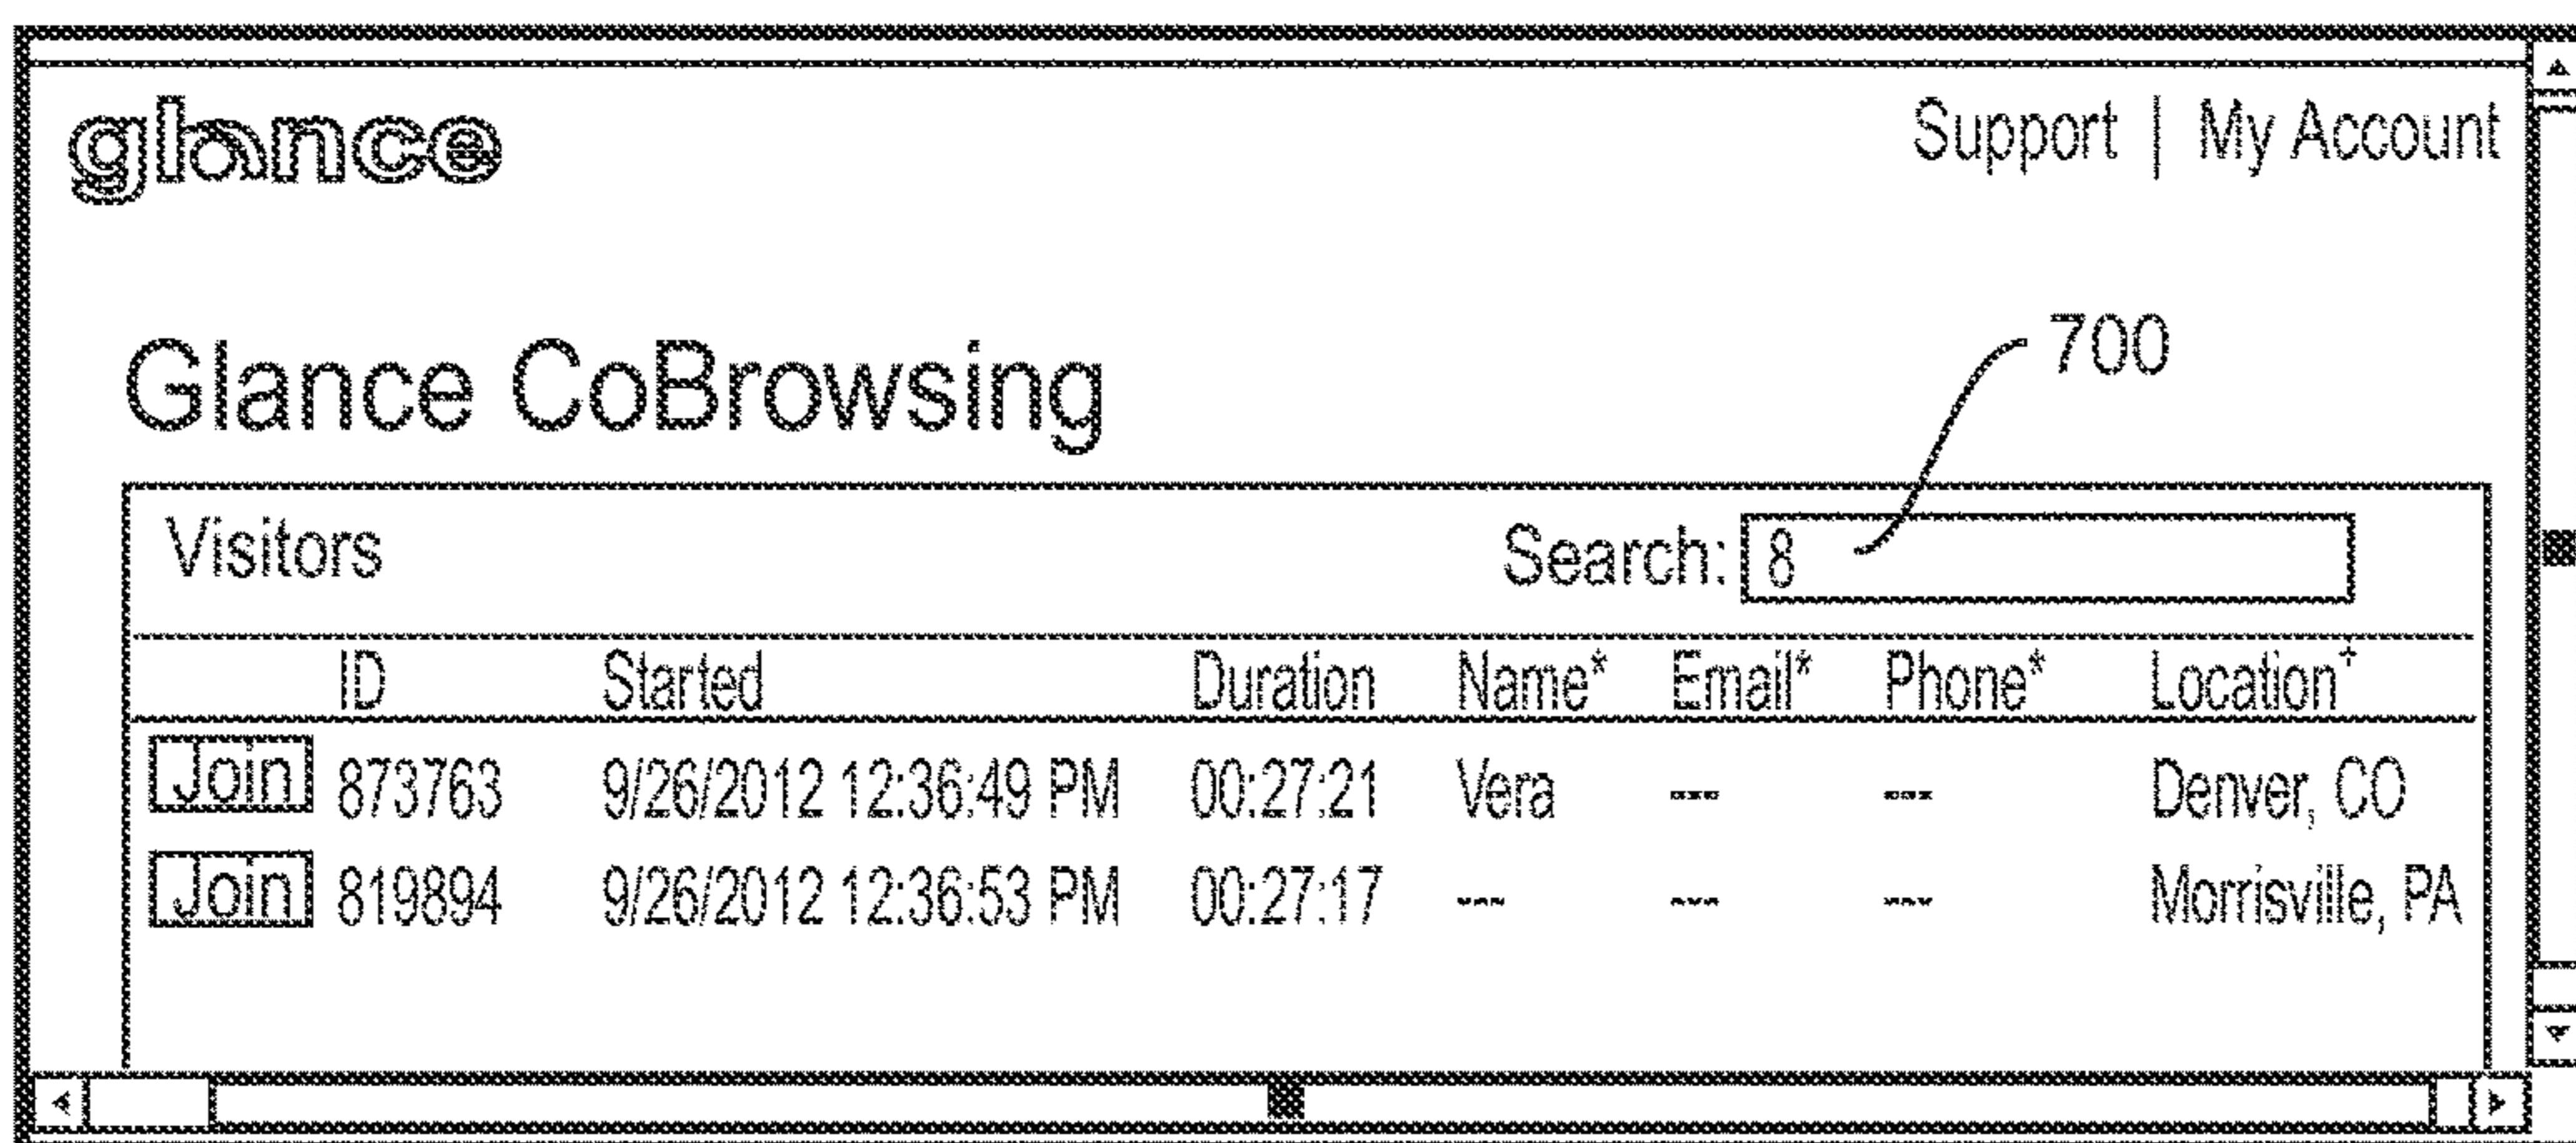 glance Support | My Account
Glance CoBrowsing
700
Visitors Search: 8
ID Started Duration Name* Email* Phone* Location+
Join 873763 9/26/2012 12:36:49 PM 00:27:21 Vera --- --- Denver, CO
Join 819894 9/26/2012 12:36:53 PM 00:27:17 --- --- --- Morrisville, PA